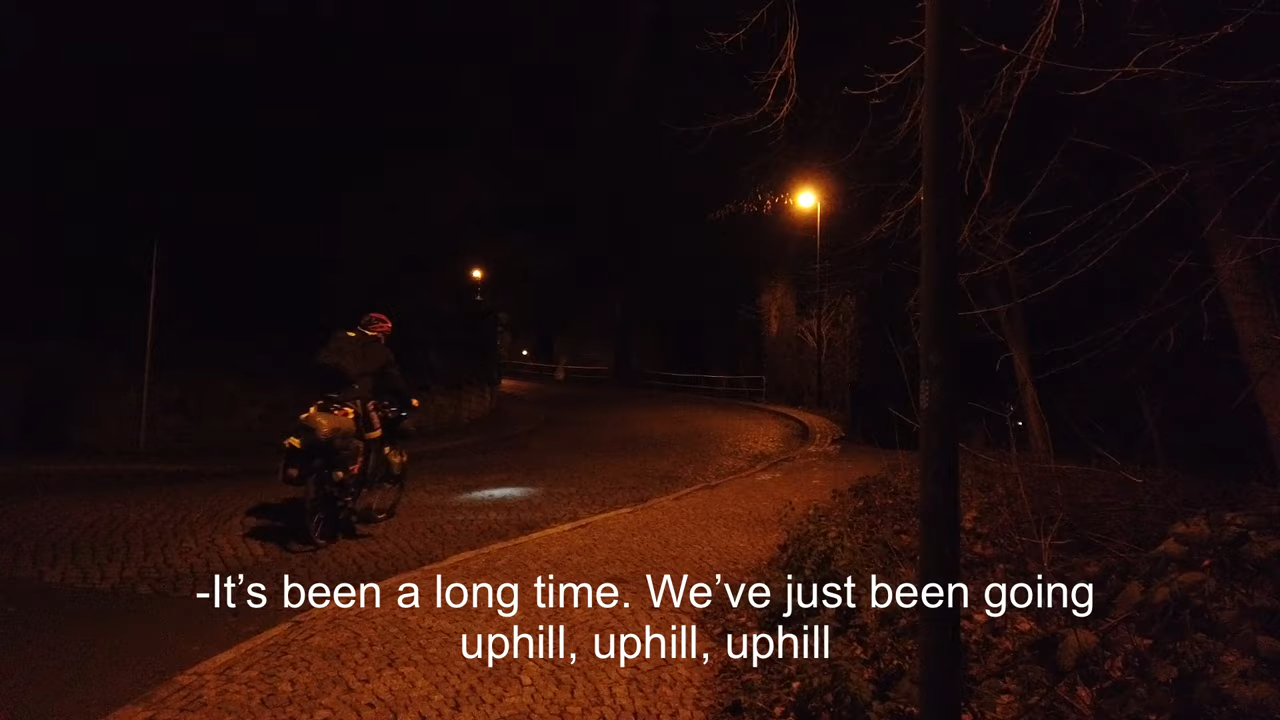 -It’s been a long time. We’ve just been going
uphill, uphill, uphill